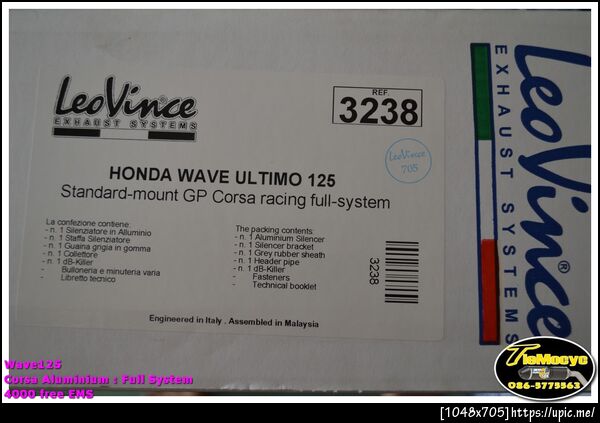 LeoVince
EXHAUST SYSTEMS
REF.
3238
LeoVince
705
HONDA WAVE ULTIMO 125
Standard-mount GP Corsa racing full-system
La confezione contiene:
- n. 1 Silenziatore in Alluminio
- n. 1 Staffa Silenziatore
- n. 1 Guaina grigia in gomma
- n. 1 Collettore
- n. 1 dB-Killer
- Bulloneria e minuteria varia
- Libretto tecnico
The packing contents:
- n. 1 Aluminium Silencer
- n. 1 Silencer bracket
- n. 1 Grey rubber sheath
- n. 1 Header pipe
- n. 1 dB-Killer
- Fasteners
- Technical booklet
3238
Engineered in Italy . Assembled in Malaysia
LeoVince®
EXHAUST SYSTEMS
Wave125
Corsa Aluminium : Full System
4000 free EMS
TleMocyc
086-5775563
[1048x705]https://upic.me/